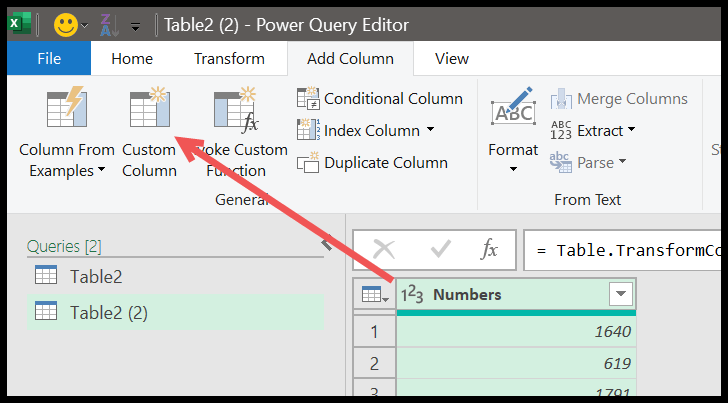 Table2 (2) - Power Query Editor
File Home Transform Add Column View
Column From Examples
Custom Column
Custom Function
Conditional Column
Index Column
Duplicate Column
General
Format
Merge Columns
Extract
Parse
From Text
Queries [2]
Table2
Table2 (2)
fx
= Table.TransformCo
1²3 Numbers
1 1640
2 619
3 1791